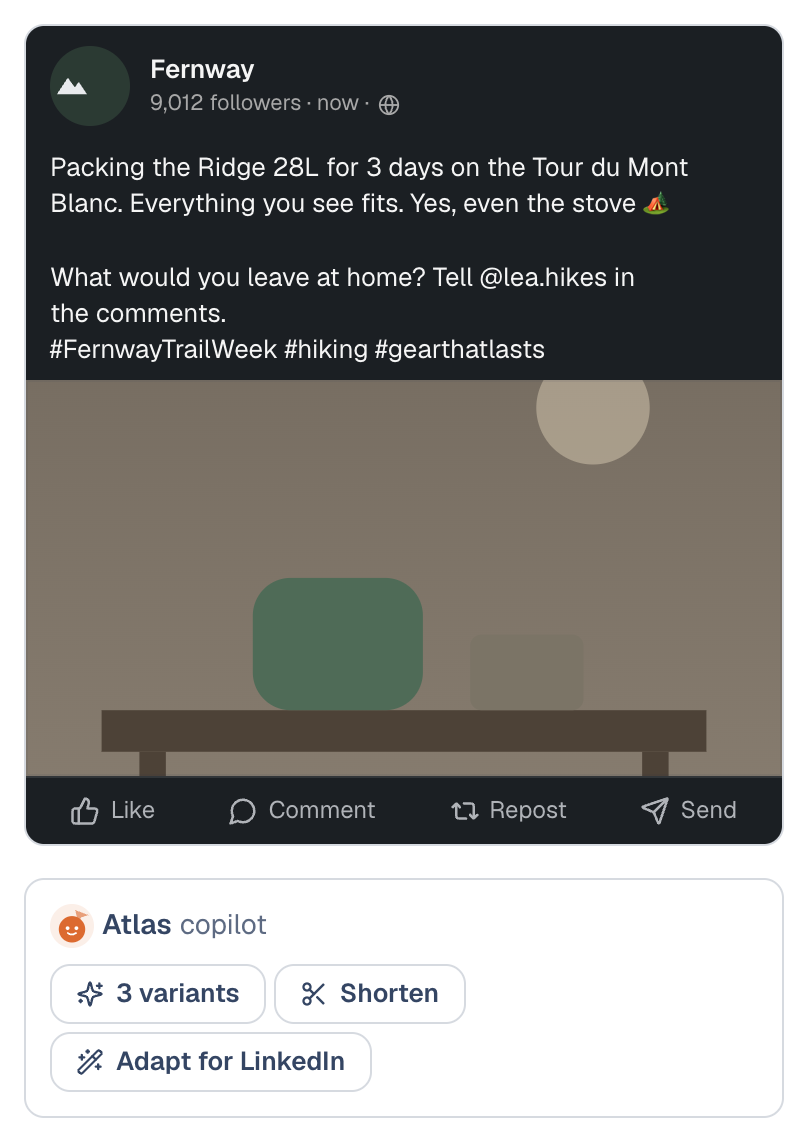 Fernway
9,012 followers · now ·
Packing the Ridge 28L for 3 days on the Tour du Mont
Blanc. Everything you see fits. Yes, even the stove 🏕️
What would you leave at home? Tell @lea.hikes in
the comments.
#FernwayTrailWeek #hiking #gearthatlasts
Like Comment Repost Send
Atlas copilot
3 variants Shorten
Adapt for LinkedIn